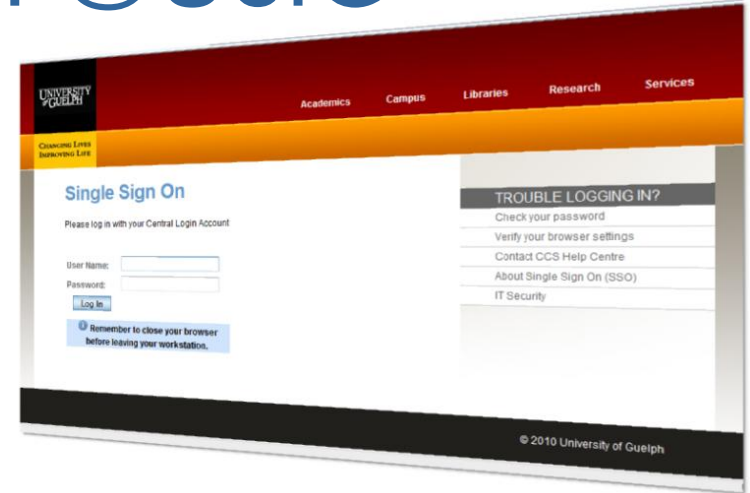 UNIVERSITY
of GUELPH
Academics Campus Libraries Research Services
CHANGING LIVES
IMPROVING LIFE
Single Sign On
Please log in with your Central Login Account
User Name:
Password:
Log In
Remember to close your browser
before leaving your workstation.
TROUBLE LOGGING IN?
Check your password
Verify your browser settings
Contact CCS Help Centre
About Single Sign On (SSO)
IT Security
© 2010 University of Guelph